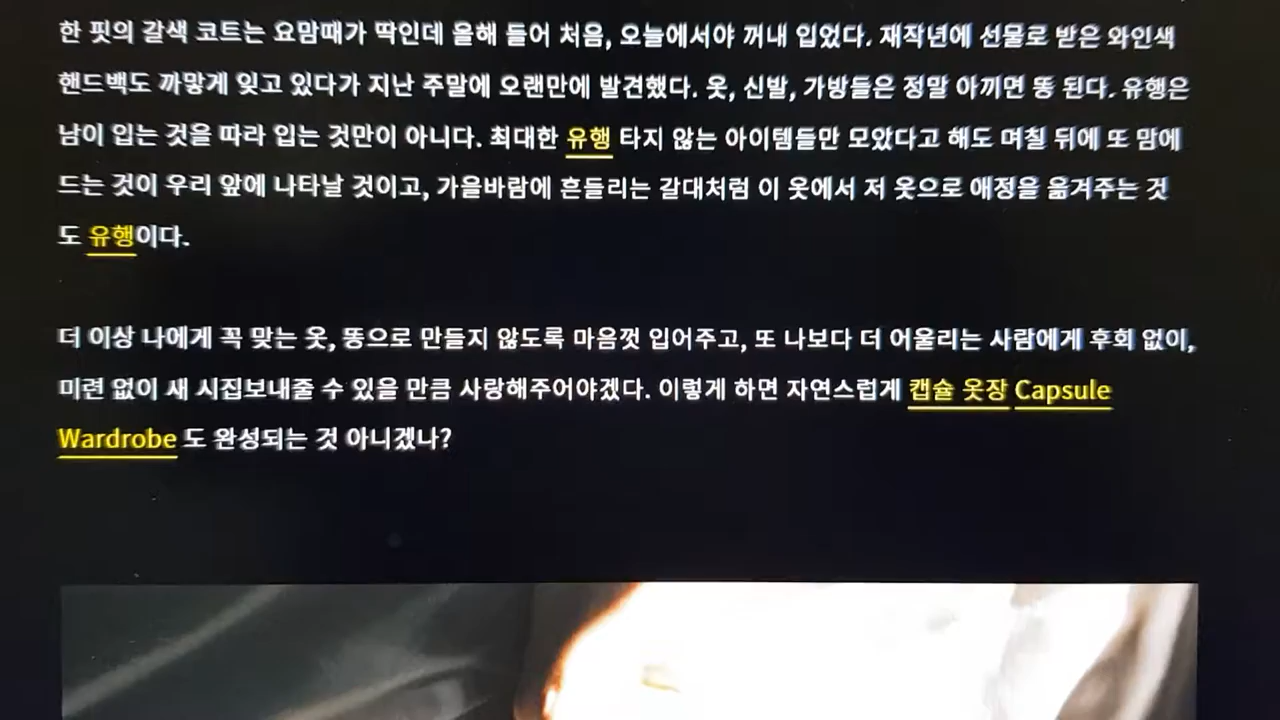 한 핏의 갈색 코트는 요맘때가 딱인데 올해 들어 처음, 오늘에서야 꺼내 입었다. 재작년에 선물로 받은 와인색
핸드백도 까맣게 잊고 있다가 지난 주말에 오랜만에 발견했다. 옷, 신발, 가방들은 정말 아끼면 똥 된다. 유행은
남이 입는 것을 따라 입는 것만이 아니다. 최대한 유행 타지 않는 아이템들만 모았다고 해도 며칠 뒤에 또 맘에
드는 것이 우리 앞에 나타날 것이고, 가을바람에 흔들리는 갈대처럼 이 옷에서 저 옷으로 애정을 옮겨주는 것
도 유행이다.
더 이상 나에게 꼭 맞는 옷, 똥으로 만들지 않도록 마음껏 입어주고, 또 나보다 더 어울리는 사람에게 후회 없이,
미련 없이 새 시집보내줄 수 있을 만큼 사랑해주어야겠다. 이렇게 하면 자연스럽게 캡슐 옷장 Capsule
Wardrobe 도 완성되는 것 아니겠나?